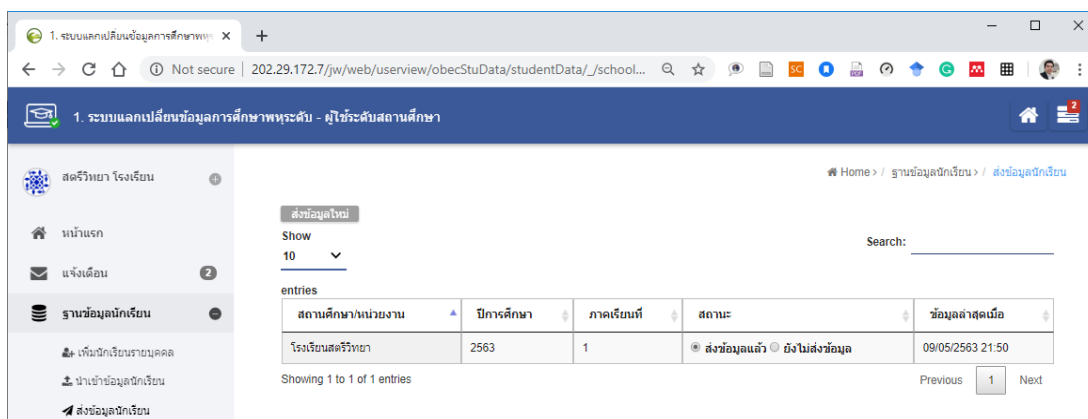 1. ระบบแลกเปลี่ยนข้อมูลการศึกษาพหุระ
Not secure | 202.29.172.7/jw/web/userview/obecStuData/studentData/_/school...
1. ระบบแลกเปลี่ยนข้อมูลการศึกษาพหุระดับ - ผู้ใช้ระดับสถานศึกษา
2
สตรีวิทยา โรงเรียน
Home > / ฐานข้อมูลนักเรียน > / ส่งข้อมูลนักเรียน
หน้าแรก
แจ้งเตือน 2
ฐานข้อมูลนักเรียน
เพิ่มนักเรียนรายบุคคล
นำเข้าข้อมูลนักเรียน
ส่งข้อมูลนักเรียน
ส่งข้อมูลใหม่
Show
10
Search:
entries
สถานศึกษา/หน่วยงาน ปีการศึกษา ภาคเรียนที่ สถานะ ข้อมูลล่าสุดเมื่อ
โรงเรียนสตรีวิทยา 2563 1 ส่งข้อมูลแล้ว ยังไม่ส่งข้อมูล 09/05/2563 21:50
Showing 1 to 1 of 1 entries
Previous 1 Next